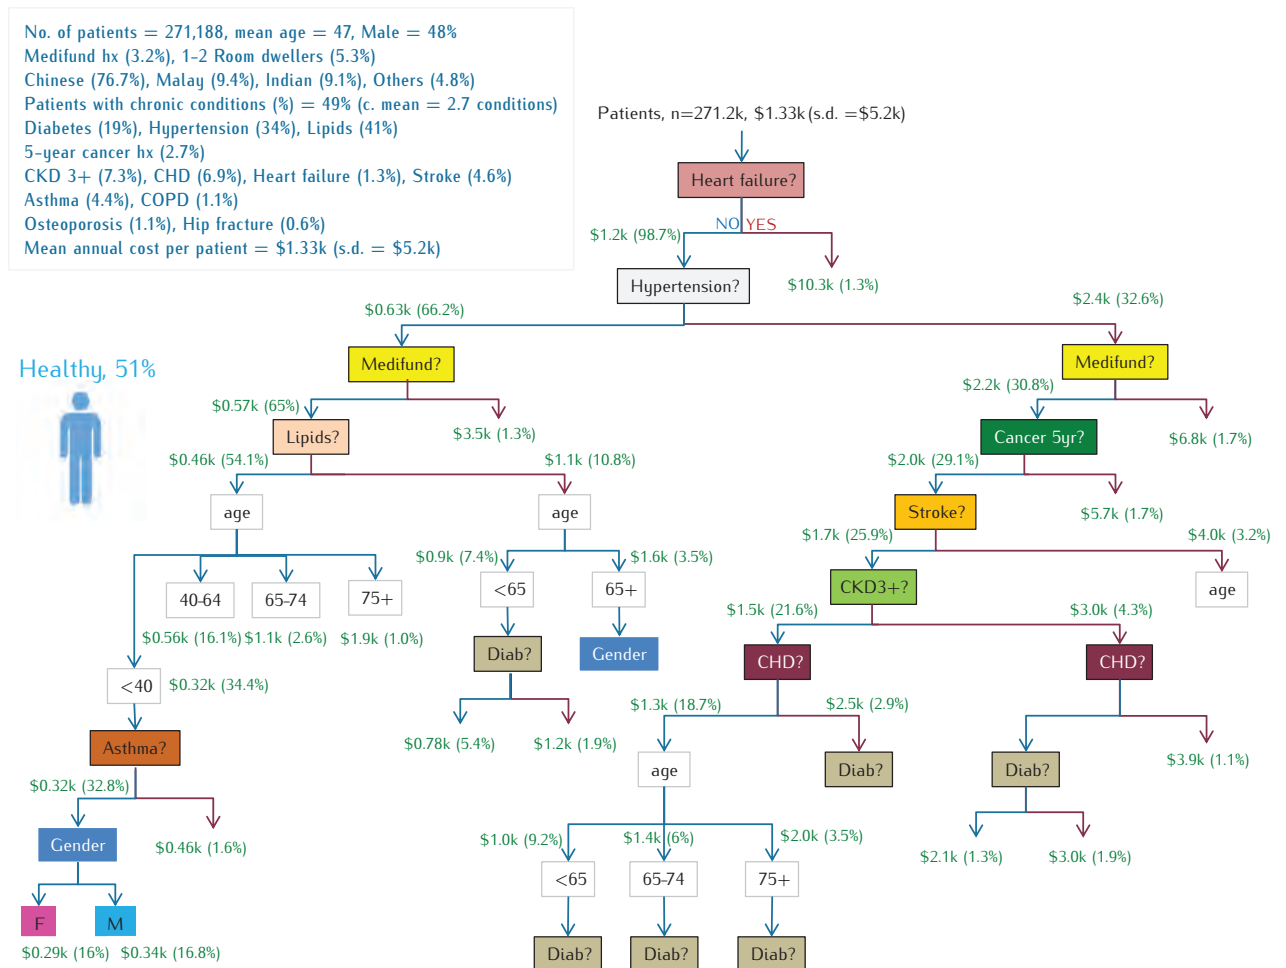 No. of patients = 271,188, mean age = 47, Male = 48%
Medifund hx (3.2%), 1-2 Room dwellers (5.3%)
Chinese (76.7%), Malay (9.4%), Indian (9.1%), Others (4.8%)
Patients with chronic conditions (%) = 49% (c. mean = 2.7 conditions)
Diabetes (19%), Hypertension (34%), Lipids (41%)
5-year cancer hx (2.7%)
CKD 3+ (7.3%), CHD (6.9%), Heart failure (1.3%), Stroke (4.6%)
Asthma (4.4%), COPD (1.1%)
Osteoporosis (1.1%), Hip fracture (0.6%)
Mean annual cost per patient = $1.33k (s.d. = $5.2k)
Patients, n=271.2k, $1.33k (s.d. =$5.2k)
Heart failure?
NO YES
$1.2k (98.7%)
Hypertension?
$10.3k (1.3%)
$0.63k (66.2%)
$2.4k (32.6%)
Healthy, 51%
Medifund?
Medifund?
$0.57k (65%)
$2.2k (30.8%)
Lipids?
$3.5k (1.3%)
Cancer 5yr?
$6.8k (1.7%)
$0.46k (54.1%)
$1.1k (10.8%)
$2.0k (29.1%)
age
age
Stroke?
$5.7k (1.7%)
$1.7k (25.9%)
$4.0k (3.2%)
$0.9k (7.4%)
$1.6k (3.5%)
40-64
65-74
75+
<65
65+
CKD3+?
age
$0.56k (16.1%)
$1.1k (2.6%)
$1.9k (1.0%)
$1.5k (21.6%)
$3.0k (4.3%)
Diab?
Gender
CHD?
CHD?
<40
$0.32k (34.4%)
$1.3k (18.7%)
$2.5k (2.9%)
Asthma?
$0.78k (5.4%)
$1.2k (1.9%)
$3.9k (1.1%)
age
Diab?
Diab?
$0.32k (32.8%)
Gender
$0.46k (1.6%)
$1.0k (9.2%)
$1.4k (6%)
$2.0k (3.5%)
$2.1k (1.3%)
$3.0k (1.9%)
<65
65-74
75+
F
M
$0.29k (16%)
$0.34k (16.8%)
Diab?
Diab?
Diab?